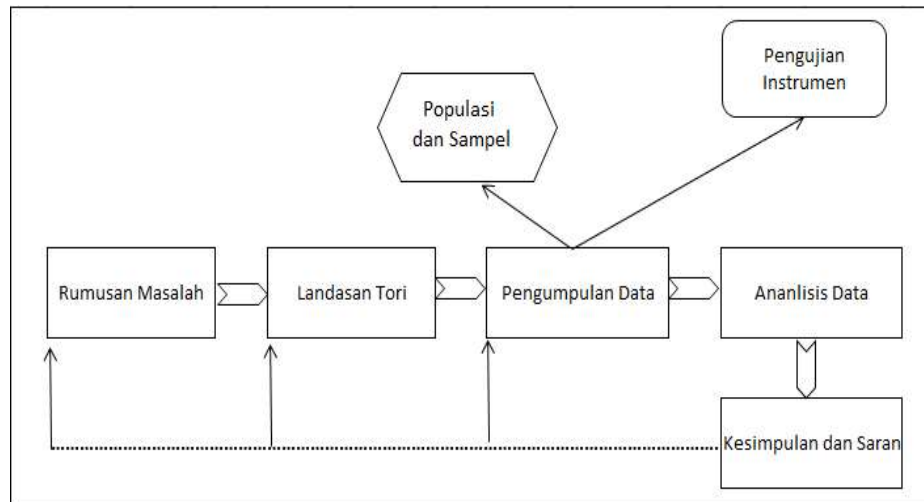 Pengujian
Instrumen
Populasi
dan Sampel
Rumusan Masalah
Landasan Tori
Pengumpulan Data
Ananlisis Data
Kesimpulan dan Saran